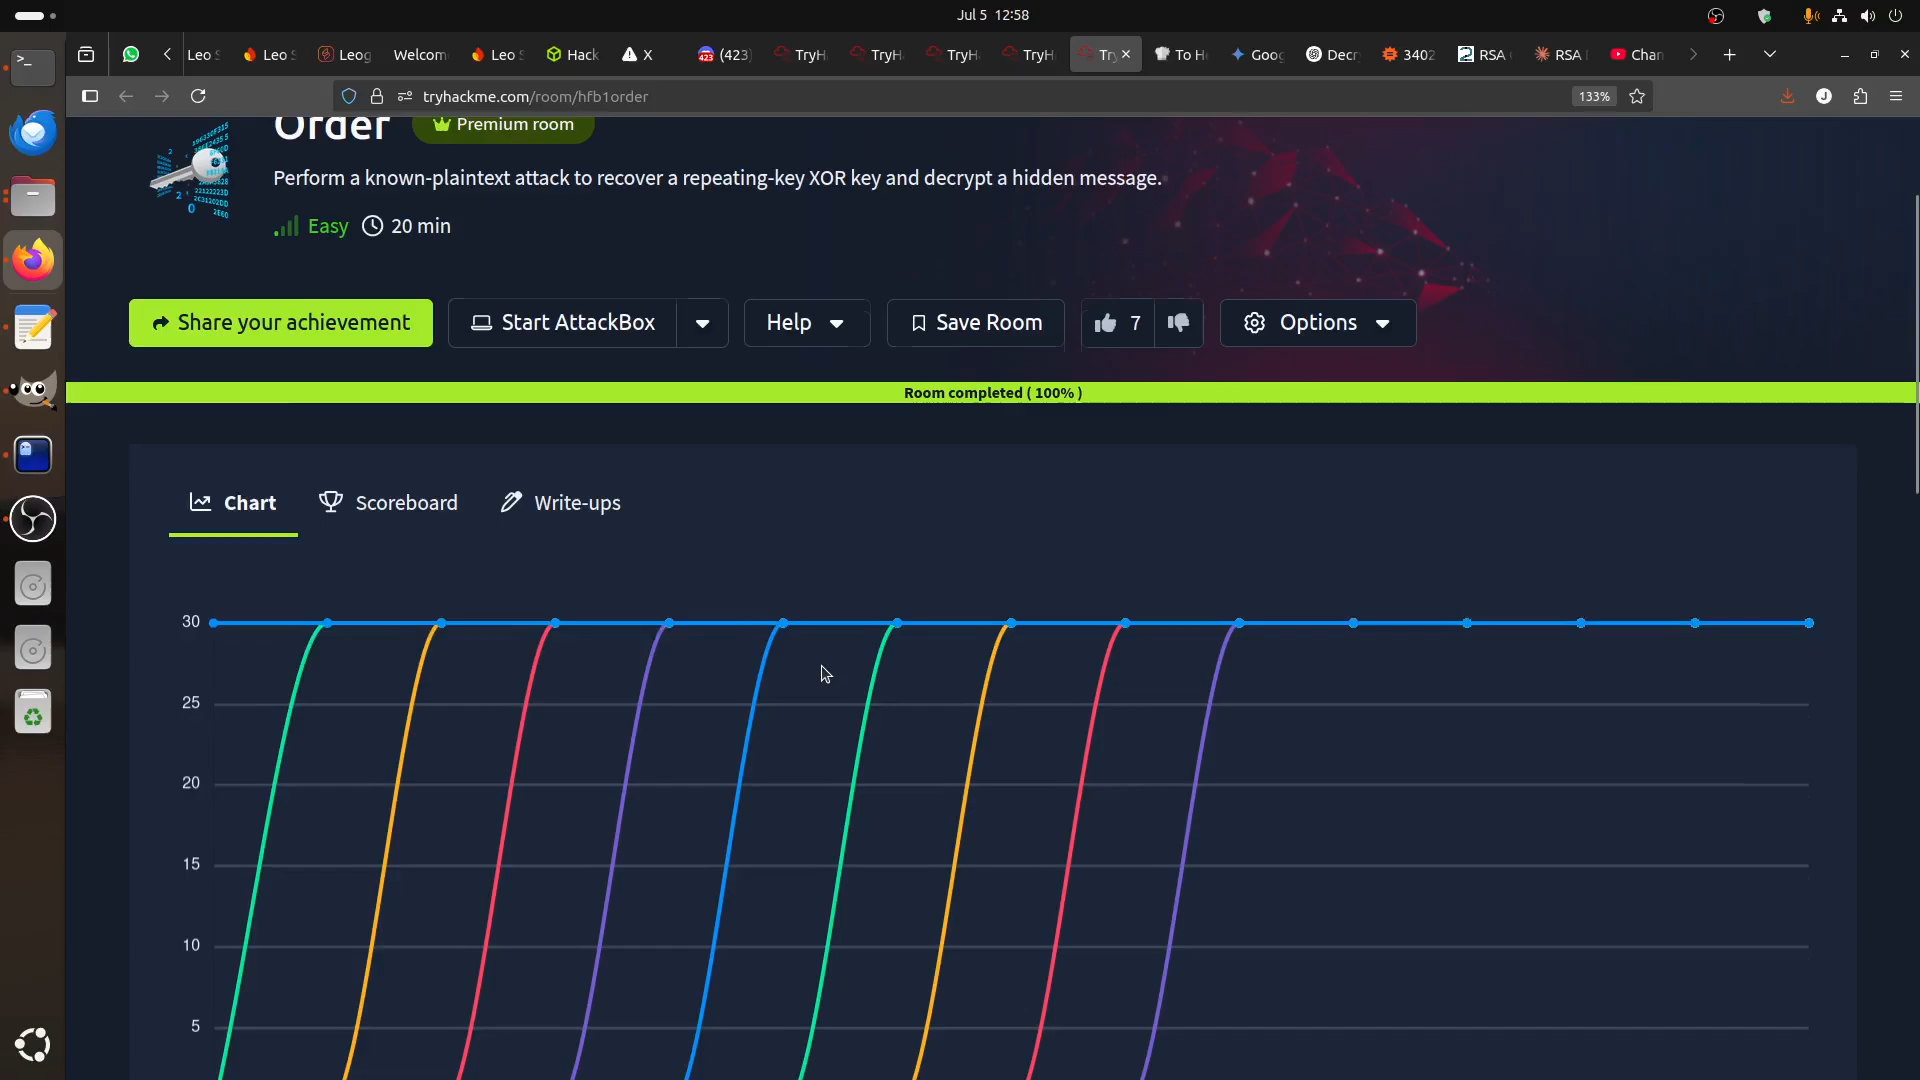 Jul 5 12:58
Leo S
Leo S
Leog
Welcom
Leo S
Hack
X
(423)
TryH
TryH
TryH
TryH
Try
To He
Goog
Decry
3402
RSA
RSA
Chan
tryhackme.com/room/hfb1order
133%
Order
Premium room
Perform a known-plaintext attack to recover a repeating-key XOR key and decrypt a hidden message.
Easy
20 min
Share your achievement
Start AttackBox
Help
Save Room
7
Options
Room completed ( 100% )
Chart
Scoreboard
Write-ups
30
25
20
15
10
5